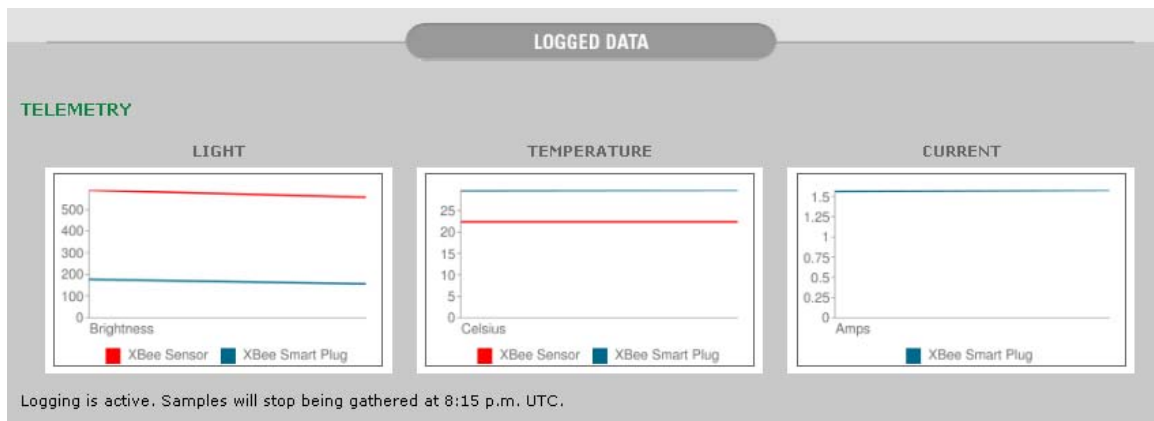 LOGGED DATA
TELEMETRY
LIGHT
500
400
300
200
100
0
Brightness
XBee Sensor XBee Smart Plug
TEMPERATURE
25
20
15
10
5
0
Celsius
XBee Sensor XBee Smart Plug
CURRENT
1.5
1.25
1
0.75
0.5
0.25
0
Amps
XBee Smart Plug
Logging is active. Samples will stop being gathered at 8:15 p.m. UTC.